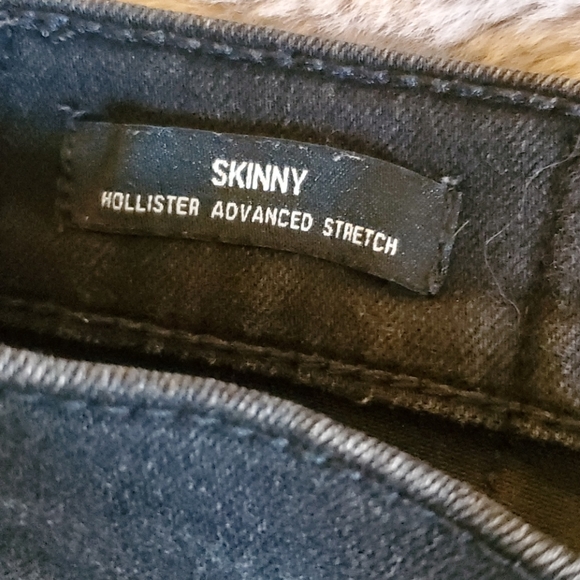 SKINNY
HOLLISTER ADVANCED STRETCH